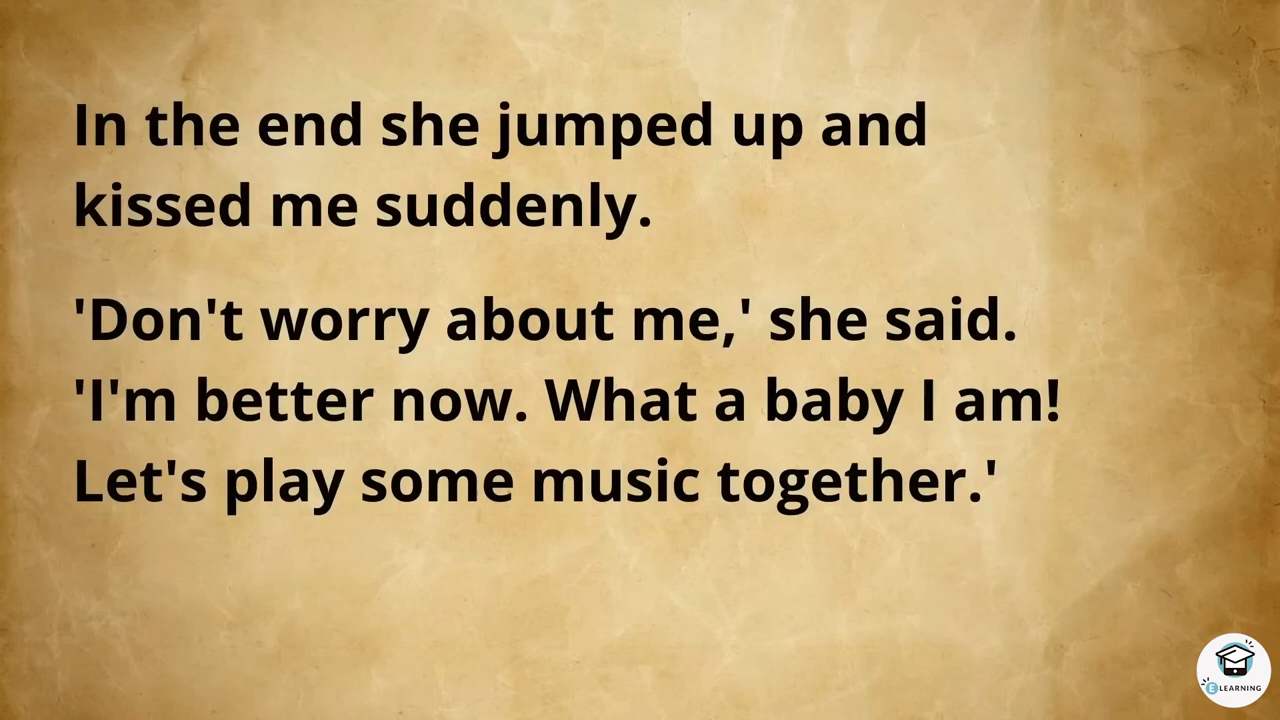 In the end she jumped up and
kissed me suddenly.
'Don't worry about me,' she said.
'I'm better now. What a baby I am!
Let's play some music together.'
E LEARNING